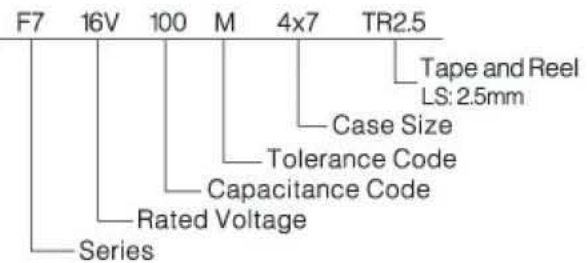 F7 16V 100 M 4x7 TR2.5
Tape and Reel
LS: 2.5mm
Case Size
Tolerance Code
Capacitance Code
Rated Voltage
Series